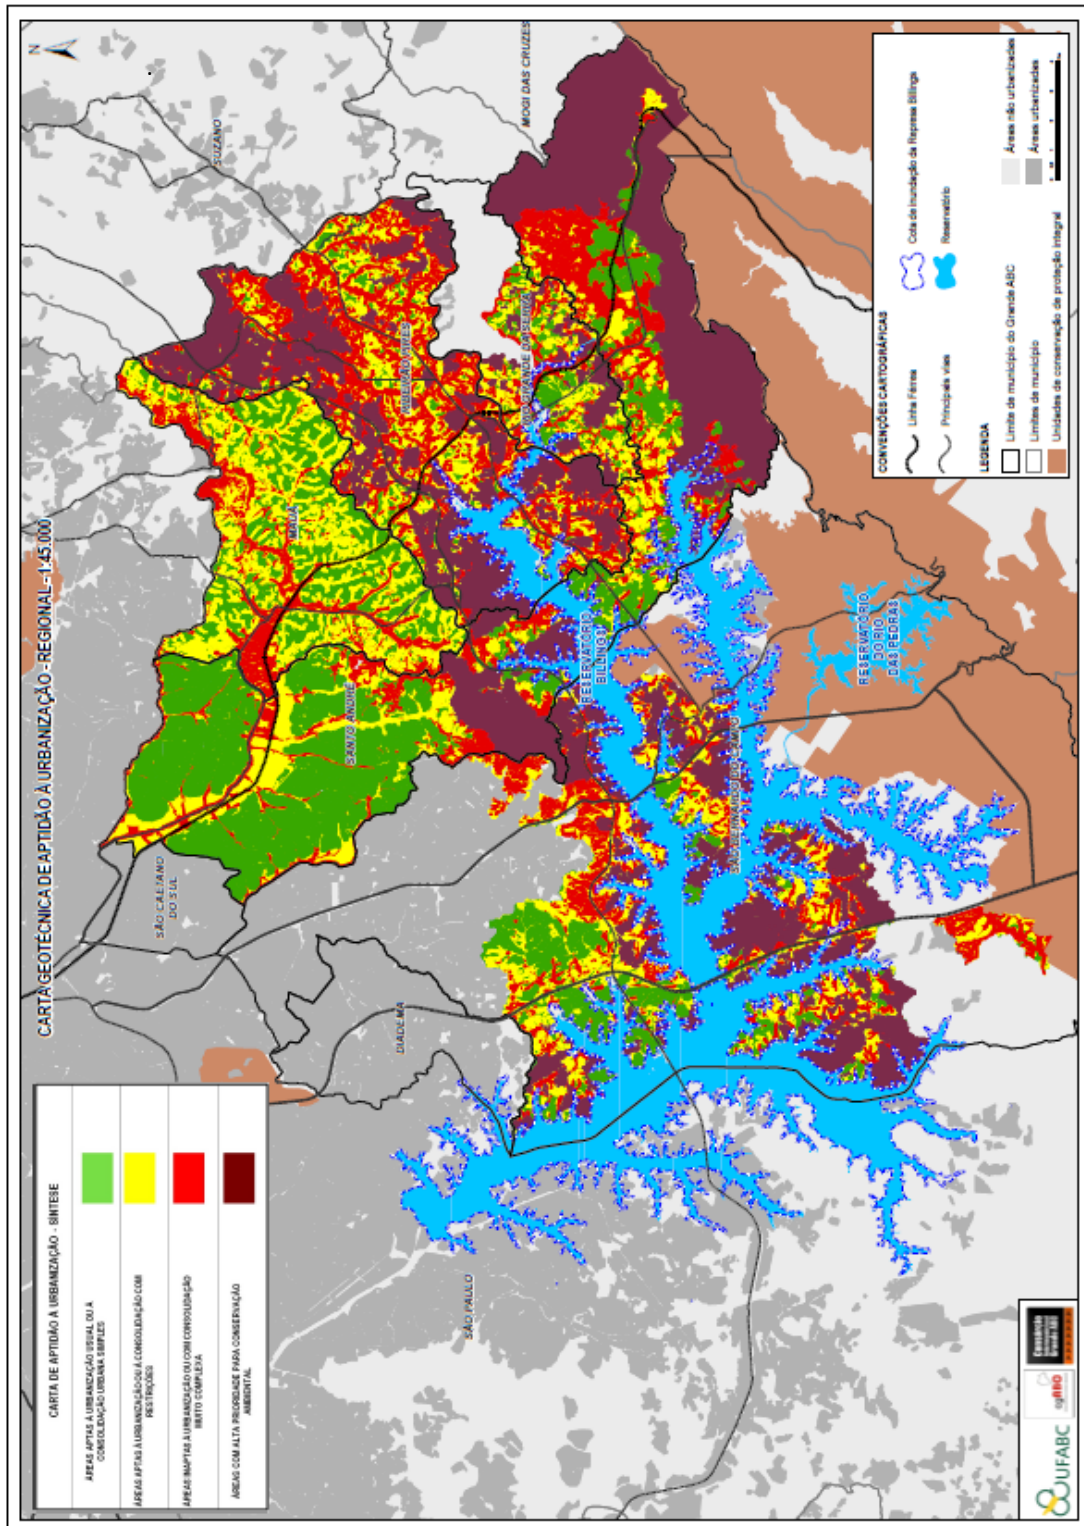 CARTA GEOTÉCNICA DE APTIDÃO À URBANIZAÇÃO - REGIONAL - 1:45.000
N
SUZANO
MOGI DAS CRUZES
RIBEIRÃO PIRES
RIO GRANDE DA SERRA
MAUÁ
SANTO ANDRÉ
SÃO CAETANO
DO SUL
DIADEMA
SÃO PAULO
SÃO BERNARDO DO CAMPO
RESERVATÓRIO
BILLINGS
RESERVATÓRIO
DO RIO
DAS PEDRAS
CARTA DE APTIDÃO À URBANIZAÇÃO - SÍNTESE
ÁREAS APTAS À URBANIZAÇÃO USUAL OU À
CONSOLIDAÇÃO URBANA SIMPLES
ÁREAS APTAS À URBANIZAÇÃO OU À CONSOLIDAÇÃO COM
RESTRIÇÕES
ÁREAS INAPTAS À URBANIZAÇÃO OU COM CONSOLIDAÇÃO
MUITO COMPLEXA
ÁREAS COM ALTA PRIORIDADE PARA CONSERVAÇÃO
AMBIENTAL
CONVENÇÕES CARTOGRÁFICAS
Linha Férrea
Cota de inundação da Represa Billings
Principais vias
Reservatório
LEGENDA
Limite de município do Grande ABC
Áreas não urbanizadas
Limites de município
Áreas urbanizadas
Unidades de conservação de proteção integral
UFABC
Consórcio